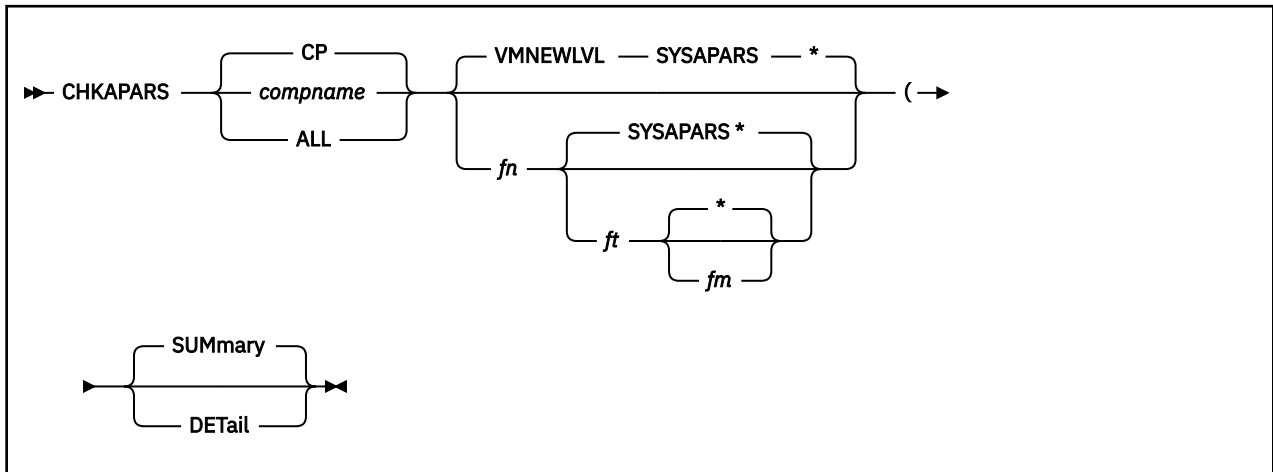 CP
VMNEWLVL SYSAPARS *
CHKAPARS compname (
ALL
SYSAPARS *
fn
*
ft
fm
SUMmary
DETail